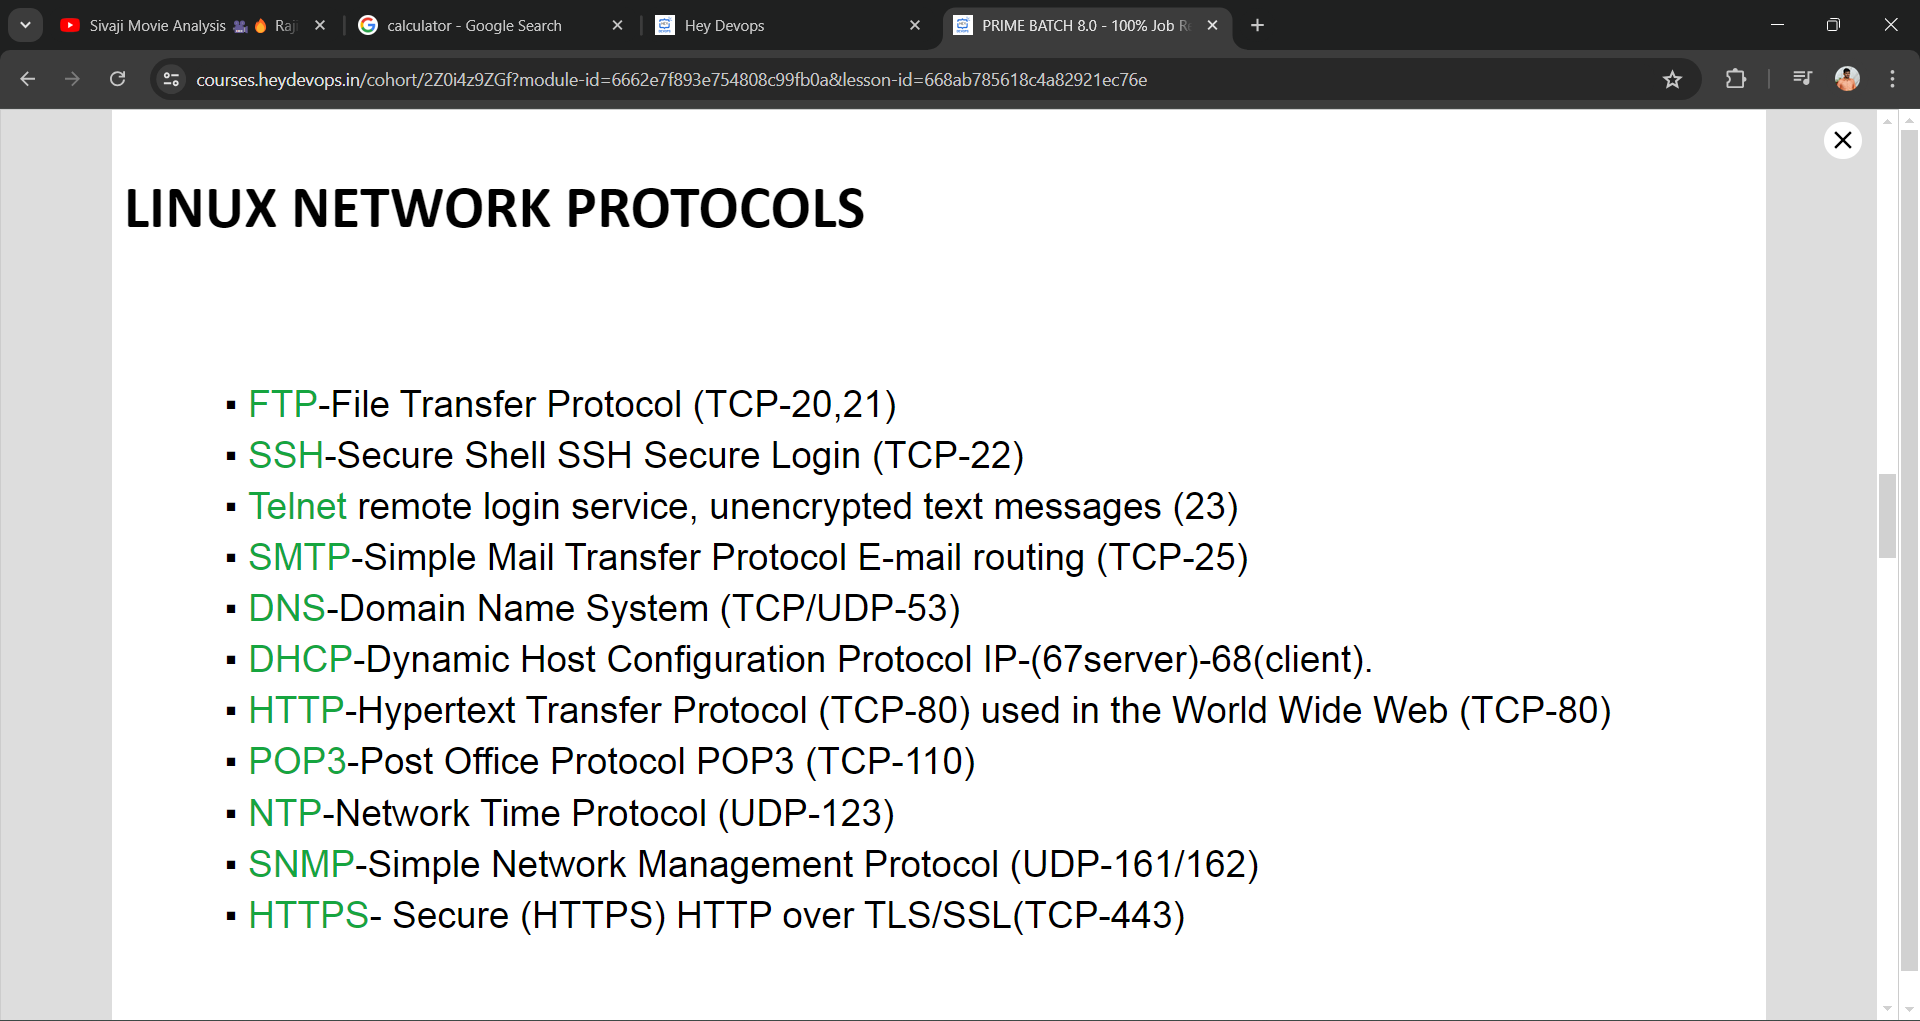 Sivaji Movie Analysis 🎥🔥 Raji
calculator - Google Search
Hey Devops
PRIME BATCH 8.0 - 100% Job R
courses.heydevops.in/cohort/2Z0i4z9ZGf?module-id=6662e7f893e754808c99fb0a&lesson-id=668ab785618c4a82921ec76e
LINUX NETWORK PROTOCOLS
▪ FTP-File Transfer Protocol (TCP-20,21)
▪ SSH-Secure Shell SSH Secure Login (TCP-22)
▪ Telnet remote login service, unencrypted text messages (23)
▪ SMTP-Simple Mail Transfer Protocol E-mail routing (TCP-25)
▪ DNS-Domain Name System (TCP/UDP-53)
▪ DHCP-Dynamic Host Configuration Protocol IP-(67server)-68(client).
▪ HTTP-Hypertext Transfer Protocol (TCP-80) used in the World Wide Web (TCP-80)
▪ POP3-Post Office Protocol POP3 (TCP-110)
▪ NTP-Network Time Protocol (UDP-123)
▪ SNMP-Simple Network Management Protocol (UDP-161/162)
▪ HTTPS- Secure (HTTPS) HTTP over TLS/SSL(TCP-443)